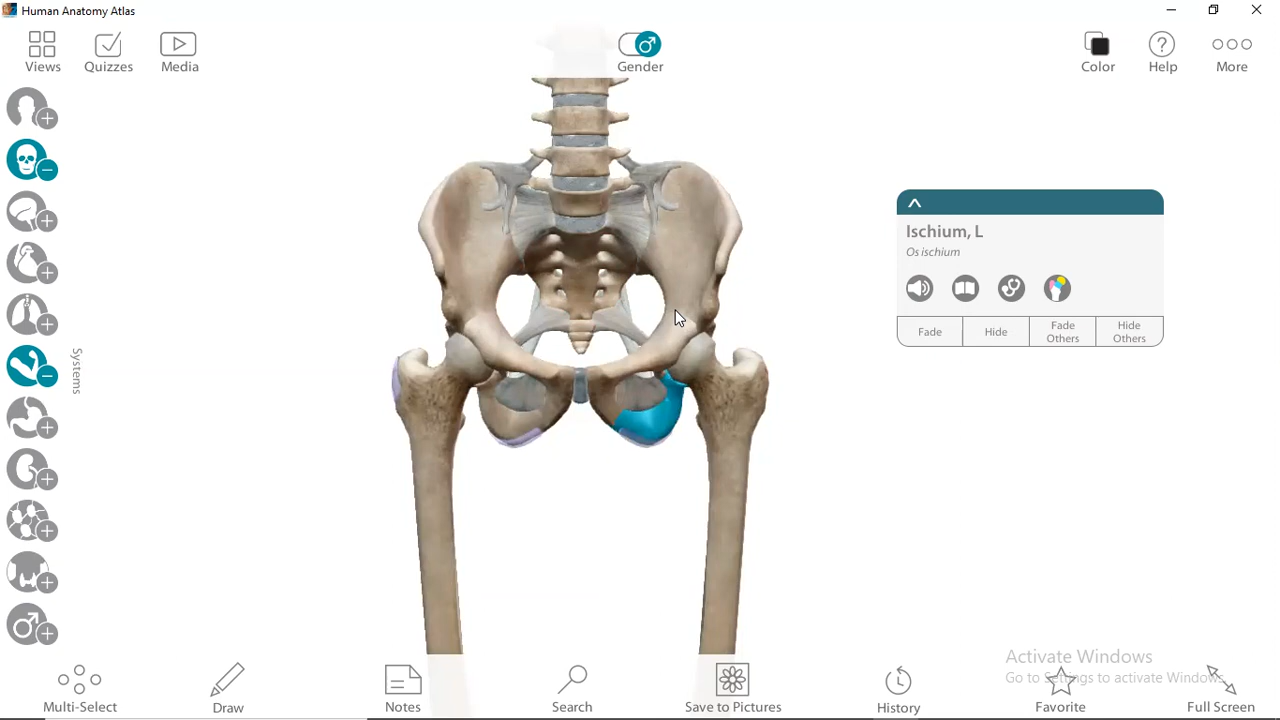 Human Anatomy Atlas
Views
Quizzes
Media
Gender
Color
Help
More
Systems
Ischium, L
Os ischium
Fade
Hide
Fade
Others
Hide
Others
Activate Windows
Go to Settings to activate Windows.
Multi-Select
Draw
Notes
Search
Save to Pictures
History
Favorite
Full Screen